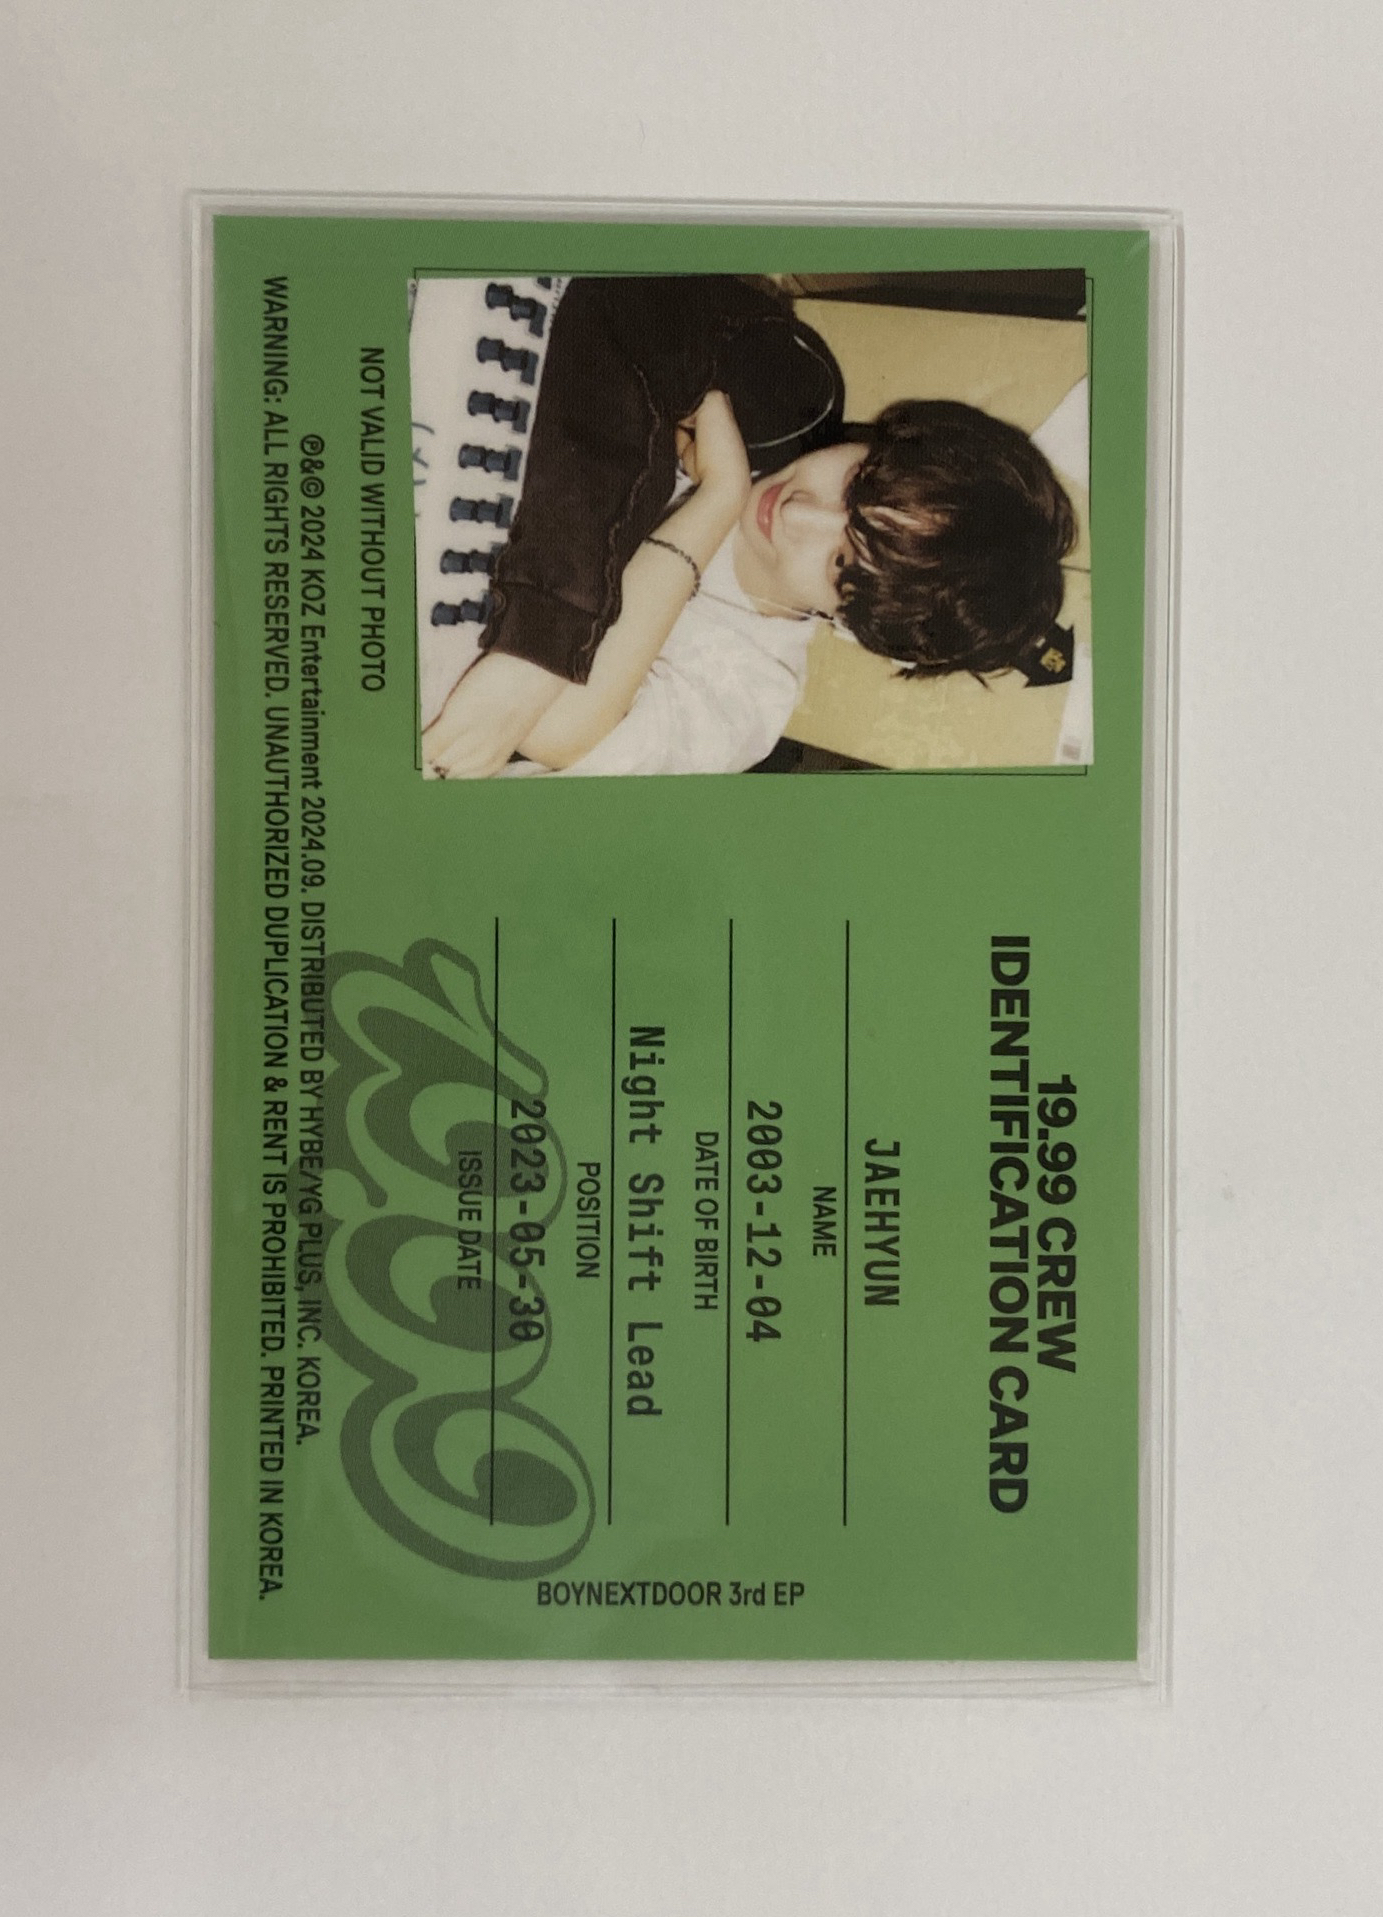 19.99 CREW
IDENTIFICATION CARD
JAEHYUN
NAME
2003-12-04
DATE OF BIRTH
Night Shift Lead
POSITION
2023-05-30
ISSUE DATE
BOYNEXTDOOR 3rd EP
NOT VALID WITHOUT PHOTO
℗&© 2024 KOZ Entertainment 2024.09. DISTRIBUTED BY HYBE/YG PLUS, INC. KOREA.
WARNING: ALL RIGHTS RESERVED. UNAUTHORIZED DUPLICATION & RENT IS PROHIBITED. PRINTED IN KOREA.